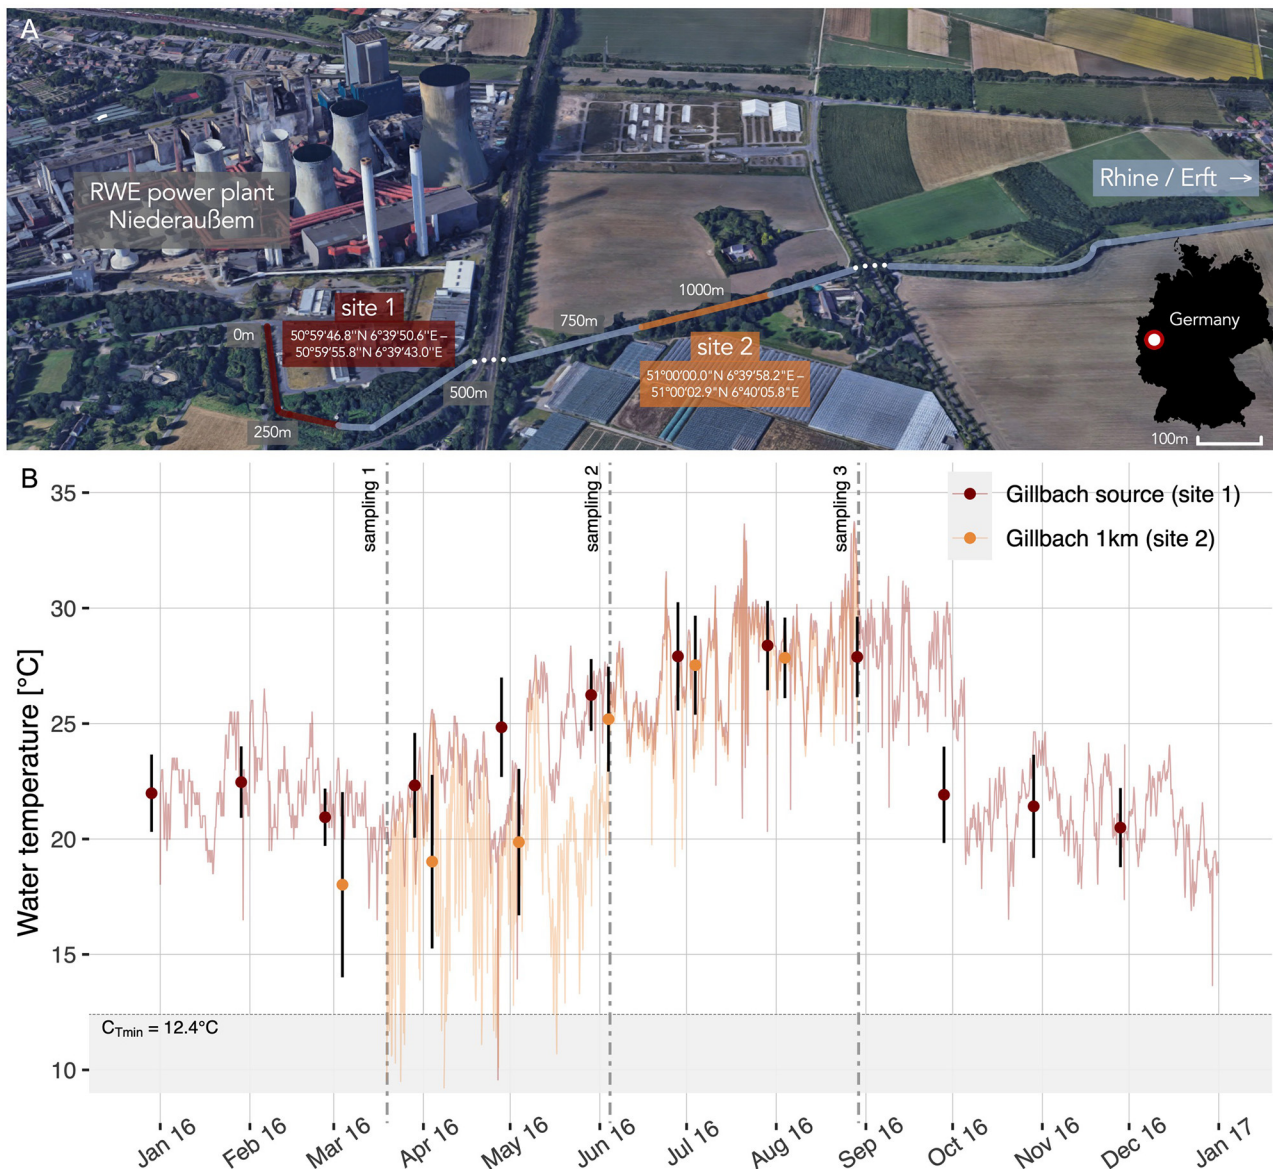 A
RWE power plant
Niederaußem
Rhine / Erft →
site 1
50°59'46.8''N 6°39'50.6''E –
50°59'55.8''N 6°39'43.0''E
0m
250m
500m
750m
1000m
site 2
51°00'00.0"N 6°39'58.2"E –
51°00'02.9"N 6°40'05.8"E
Germany
100m
B
sampling 1
sampling 2
sampling 3
Gillbach source (site 1)
Gillbach 1km (site 2)
Water temperature [°C]
35
30
25
20
15
10
CTmin = 12.4°C
Jan 16
Feb 16
Mar 16
Apr 16
May 16
Jun 16
Jul 16
Aug 16
Sep 16
Oct 16
Nov 16
Dec 16
Jan 17